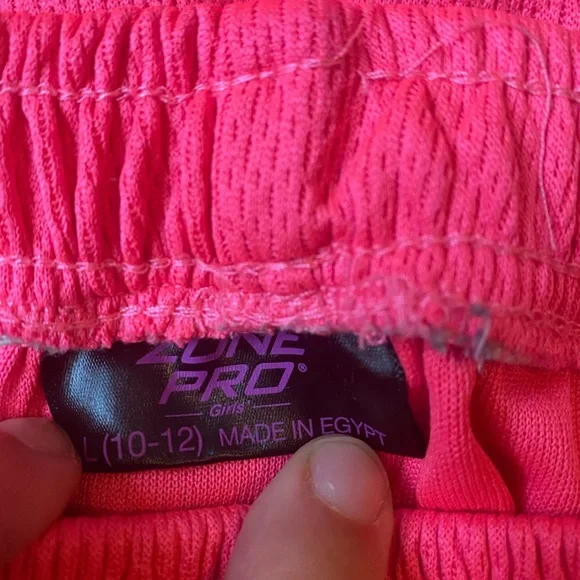 ZONE
PRO®
Girls
L (10-12) MADE IN EGYPT